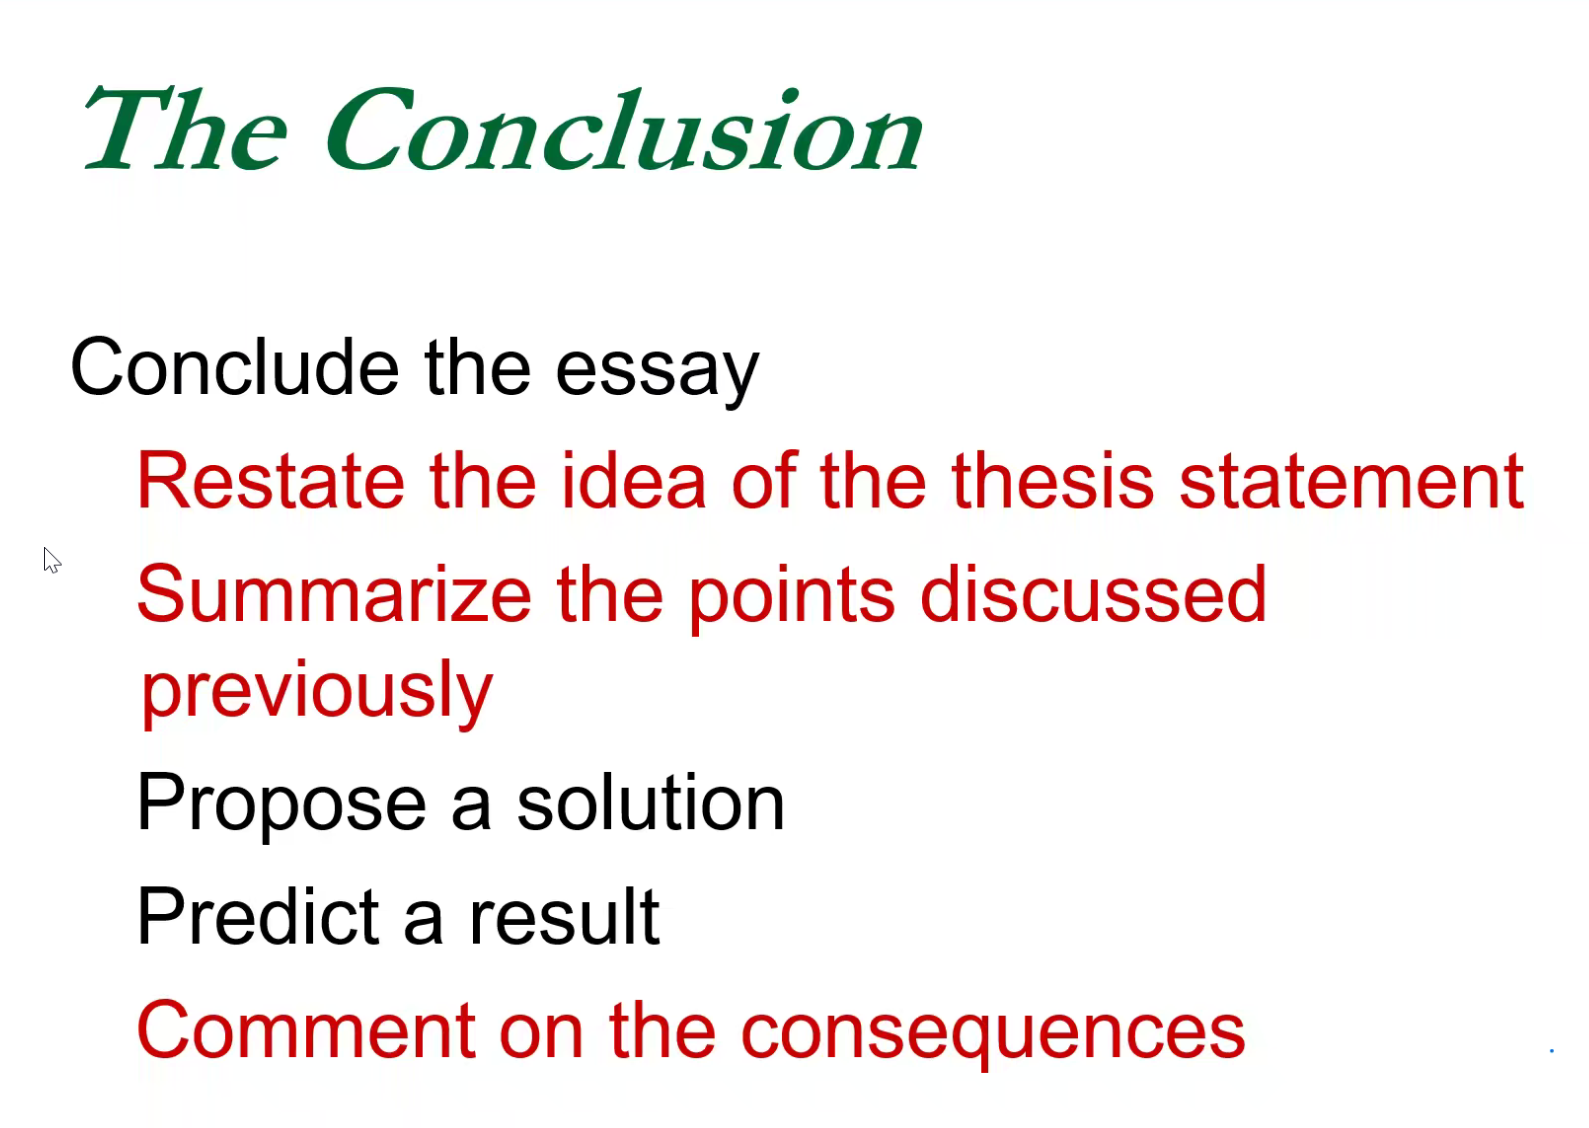 The Conclusion
Conclude the essay
Restate the idea of the thesis statement
Summarize the points discussed
previously
Propose a solution
Predict a result
Comment on the consequences